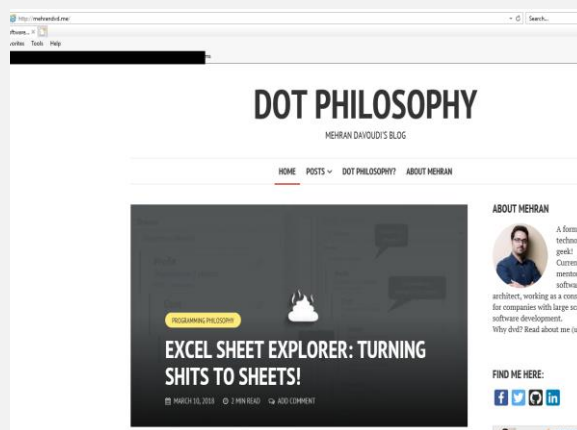 http://mehrandvd.me/
Search...
oftware...
vorites Tools Help
DOT PHILOSOPHY
MEHRAN DAVOUDI'S BLOG
HOME POSTS DOT PHILOSOPHY? ABOUT MEHRAN
PROGRAMMING PHILOSOPHY
EXCEL SHEET EXPLORER: TURNING
SHITS TO SHEETS!
MARCH 10, 2018 2 MIN READ ADD COMMENT
ABOUT MEHRAN
A form
techno
geek!
Curren
mento
softwa
architect, working as a cons
for companies with large sc
software development.
Why dvd? Read about me (u
FIND ME HERE: